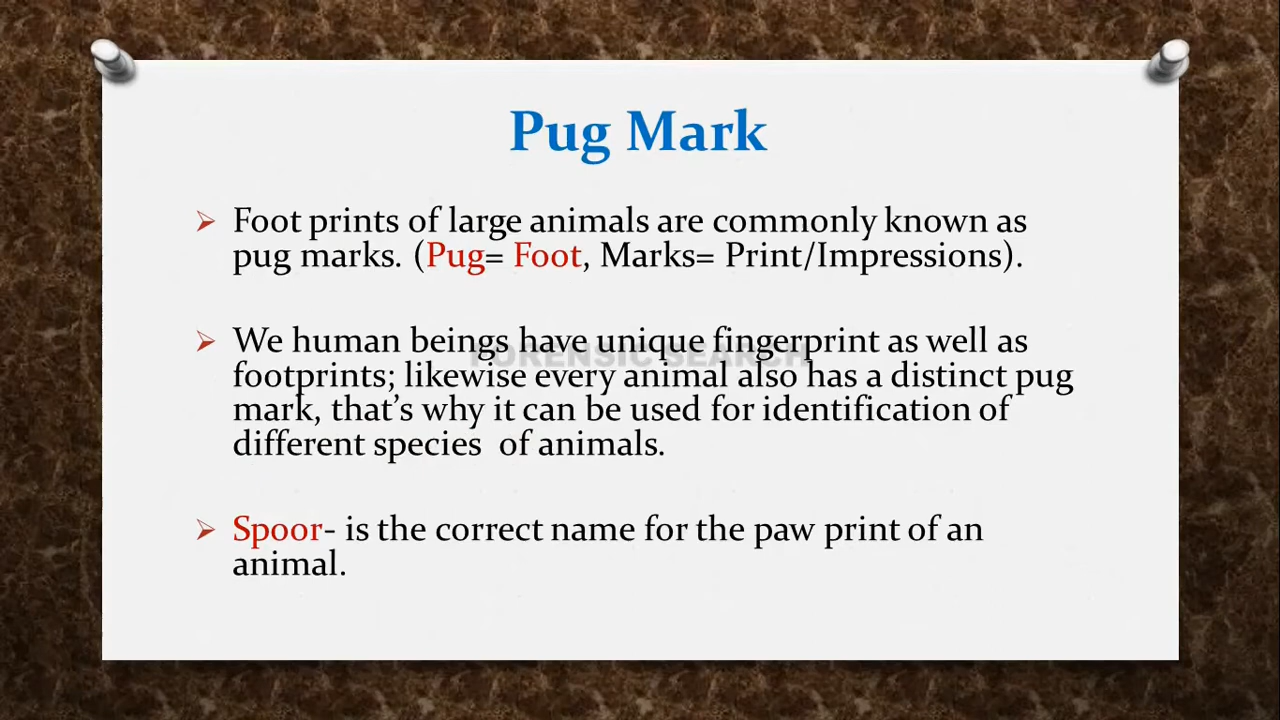 Pug Mark
Foot prints of large animals are commonly known as
pug marks. (Pug= Foot, Marks= Print/Impressions).
We human beings have unique fingerprint as well as
FORENSIC SEARCH
footprints; likewise every animal also has a distinct pug
mark, that's why it can be used for identification of
different species  of animals.
Spoor- is the correct name for the paw print of an
animal.